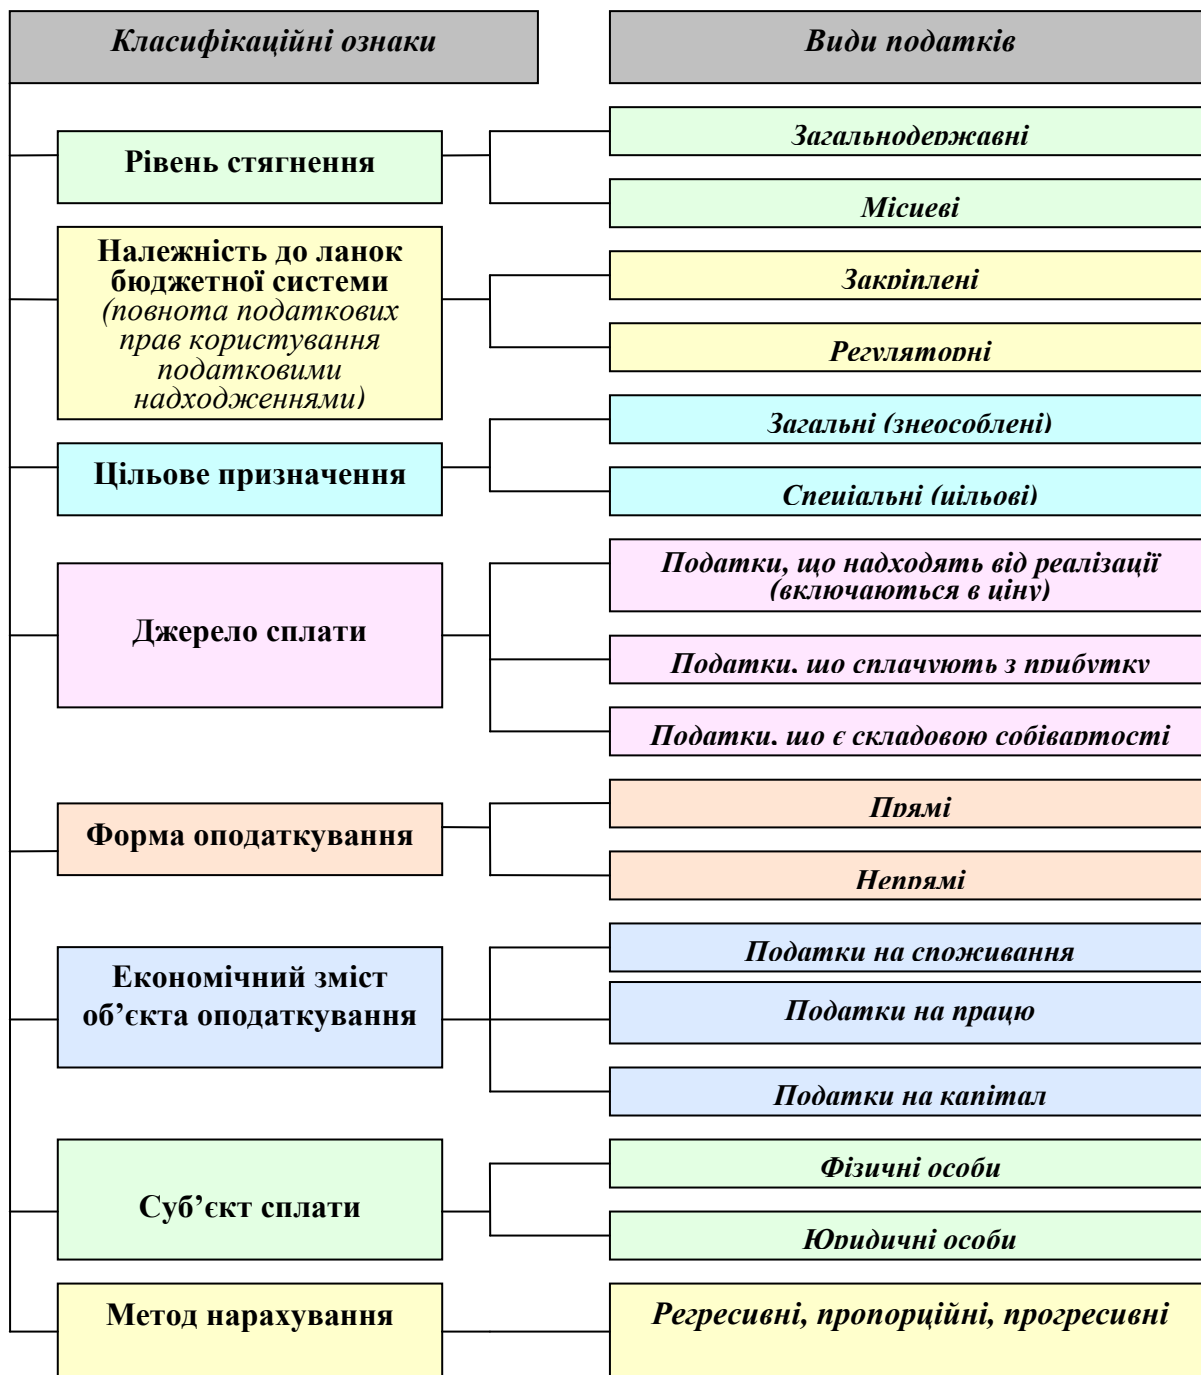 Класифікаційні ознаки
Види податків
Рівень стягнення
Загальнодержавні
Місцеві
Належність до ланок
бюджетної системи
(повнота податкових
прав користування
податковими
надходженнями)
Закріплені
Регуляторні
Цільове призначення
Загальні (знеособлені)
Спеціальні (цільові)
Джерело сплати
Податки, що надходять від реалізації
(включаються в ціну)
Податки, що сплачують з прибутку
Податки, що є складовою собівартості
Форма оподаткування
Прямі
Непрямі
Економічний зміст
об’єкта оподаткування
Податки на споживання
Податки на працю
Податки на капітал
Суб’єкт сплати
Фізичні особи
Юридичні особи
Метод нарахування
Регресивні, пропорційні, прогресивні